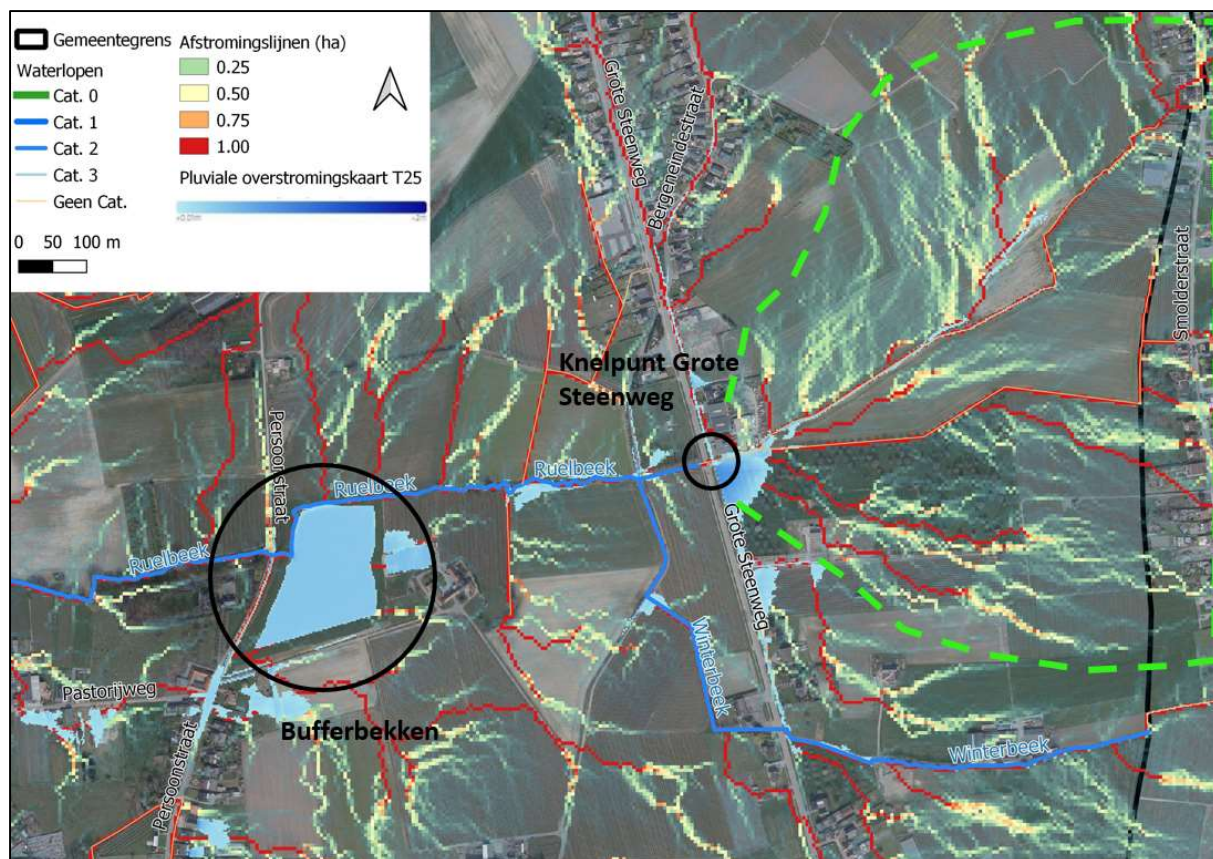 Gemeentegrens
Waterlopen
Cat. 0
Cat. 1
Cat. 2
Cat. 3
Geen Cat.
0 50 100 m
Afstromingslijnen (ha)
0.25
0.50
0.75
1.00
Pluviale overstromingskaart T25
<0.01m
Grote Steenweg
Bergeneindestraat
Smolderstraat
Knelpunt Grote
Steenweg
Persoonstraat
Ruelbeek
Ruelbeek
Ruelbeek
Grote Steenweg
Winterbeek
Winterbeek
Pastorijweg
Bufferbekken
Persoonstraat